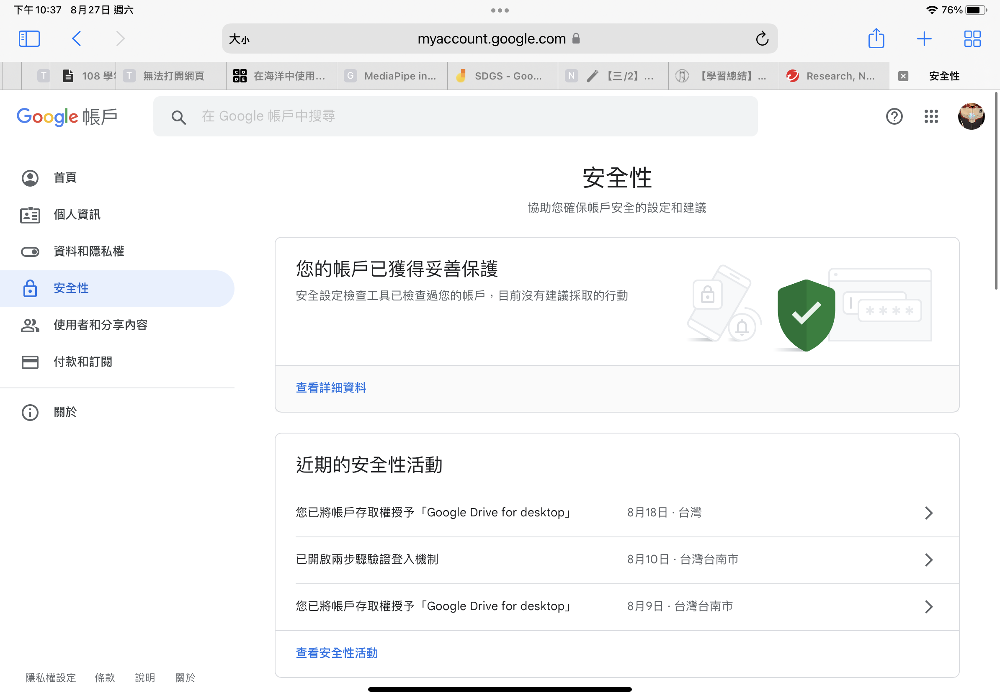 下午10:37 8月27日 週六
76%
大小
myaccount.google.com
T
108 學
T 無法打開網頁
CODE 在海洋中使用...
G MediaPipe in...
SDGS - Goo...
N 【三/2】...
【學習總結】...
Research, N...
安全性
Google 帳戶
在 Google 帳戶中搜尋
首頁
個人資訊
資料和隱私權
安全性
使用者和分享內容
付款和訂閱
關於
安全性
協助您確保帳戶安全的設定和建議
您的帳戶已獲得妥善保護
安全設定檢查工具已檢查過您的帳戶，目前沒有建議採取的行動
****
查看詳細資料
近期的安全性活動
您已將帳戶存取權授予「Google Drive for desktop」 8月18日 · 台灣
已開啟兩步驟驗證登入機制 8月10日 · 台灣台南市
您已將帳戶存取權授予「Google Drive for desktop」 8月9日 · 台灣台南市
查看安全性活動
隱私權設定 條款 說明 關於